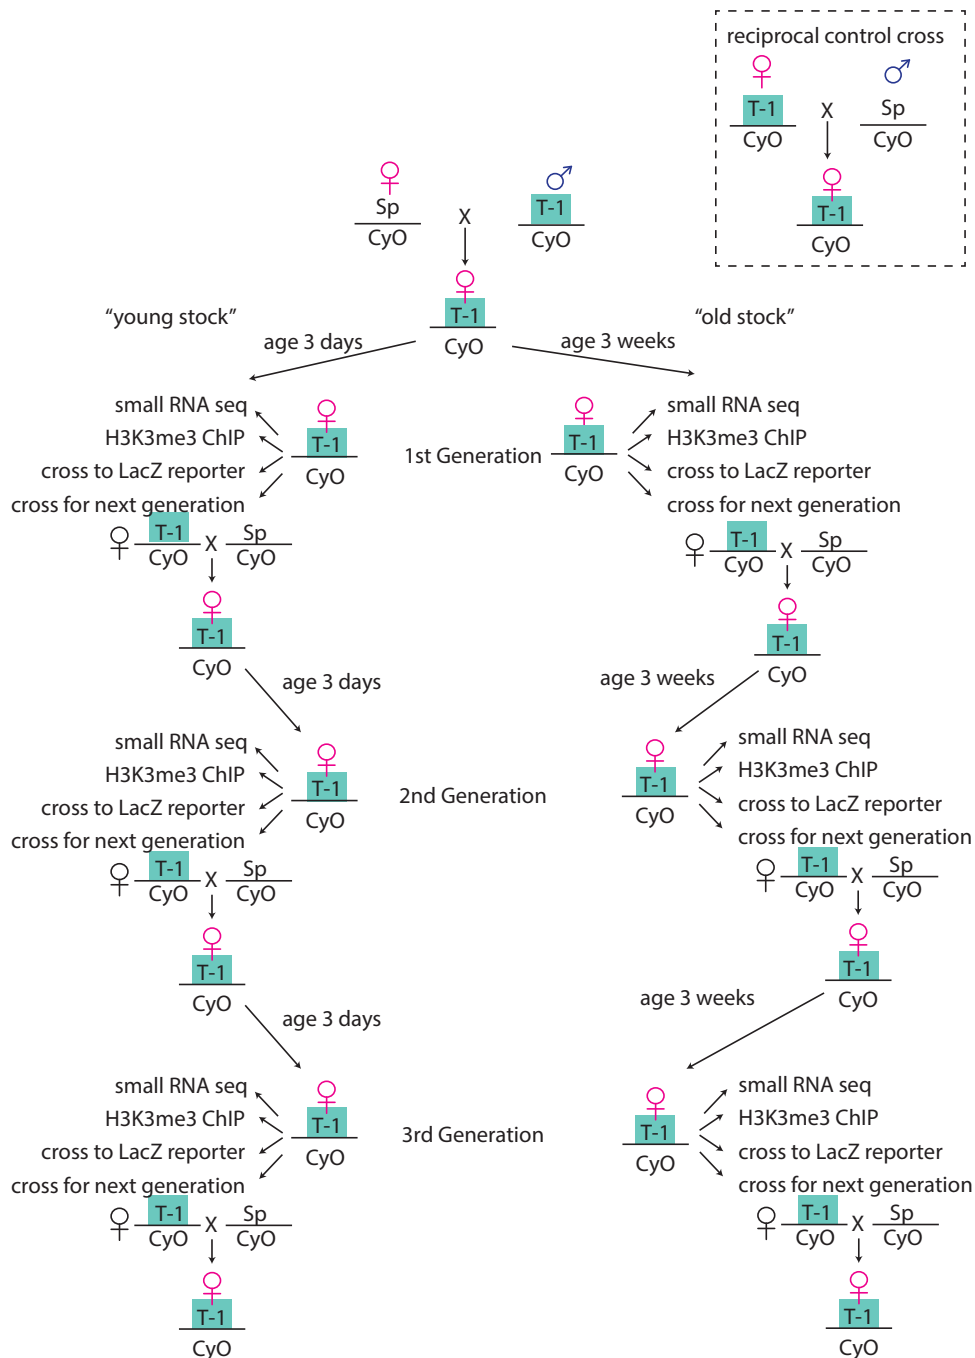 reciprocal control cross
T-1
CyO
X
Sp
CyO
T-1
CyO
Sp
CyO
X
T-1
CyO
T-1
CyO
"young stock"
"old stock"
age 3 days
age 3 weeks
small RNA seq
H3K3me3 ChIP
cross to LacZ reporter
cross for next generation
T-1
CyO
1st Generation
T-1
CyO
small RNA seq
H3K3me3 ChIP
cross to LacZ reporter
cross for next generation
T-1
CyO
X
Sp
CyO
T-1
CyO
X
Sp
CyO
T-1
CyO
T-1
CyO
age 3 days
age 3 weeks
small RNA seq
H3K3me3 ChIP
cross to LacZ reporter
cross for next generation
T-1
CyO
2nd Generation
T-1
CyO
small RNA seq
H3K3me3 ChIP
cross to LacZ reporter
cross for next generation
T-1
CyO
X
Sp
CyO
T-1
CyO
X
Sp
CyO
T-1
CyO
T-1
CyO
age 3 days
age 3 weeks
small RNA seq
H3K3me3 ChIP
cross to LacZ reporter
cross for next generation
T-1
CyO
3rd Generation
T-1
CyO
small RNA seq
H3K3me3 ChIP
cross to LacZ reporter
cross for next generation
T-1
CyO
X
Sp
CyO
T-1
CyO
X
Sp
CyO
T-1
CyO
T-1
CyO